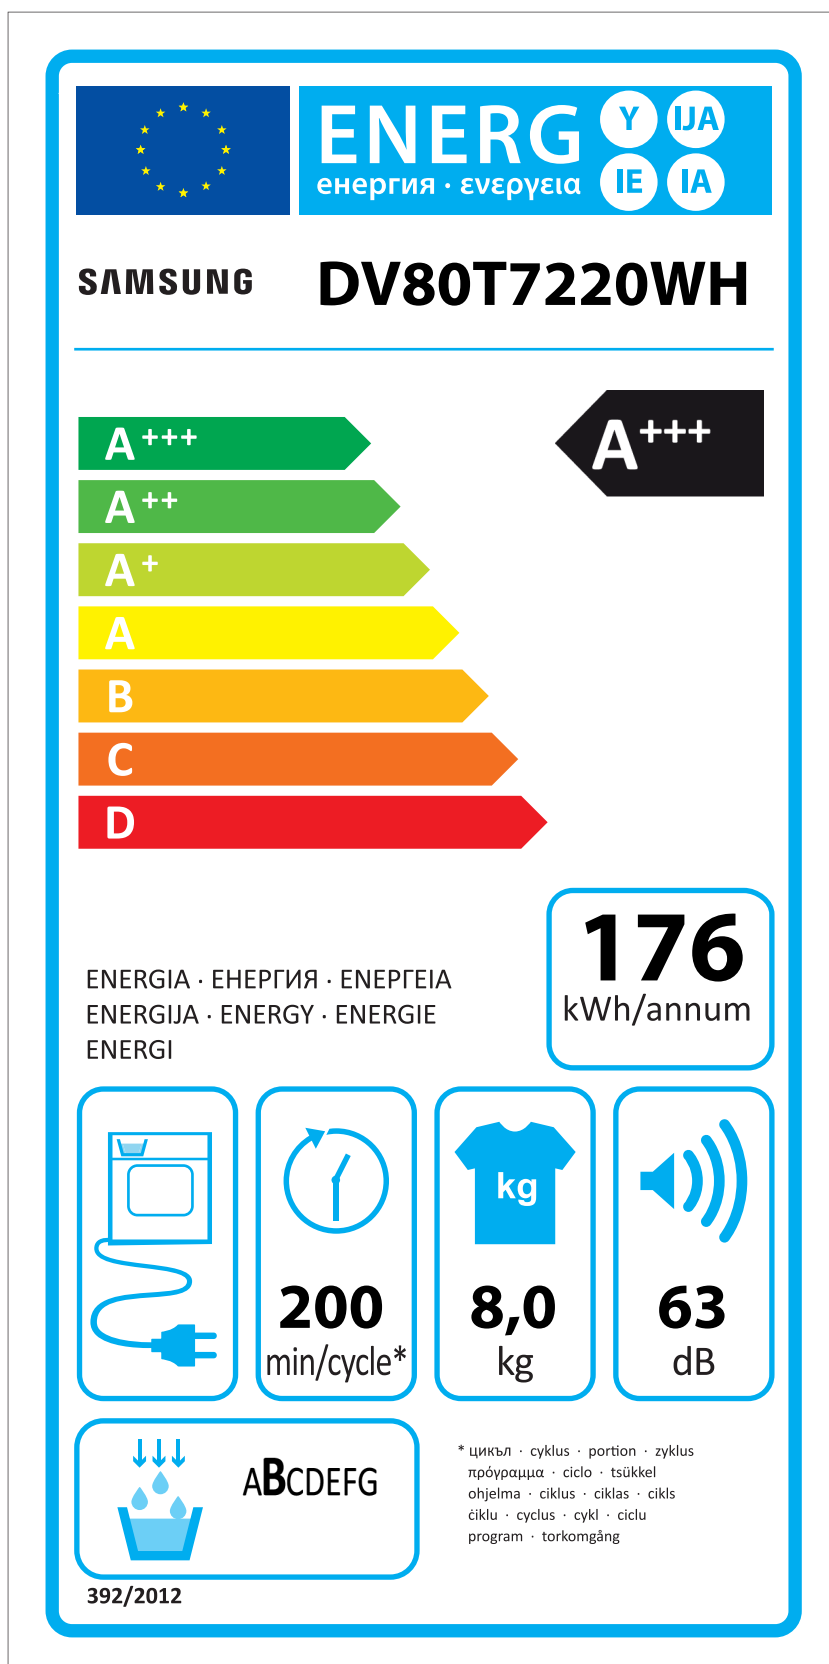 ENERG
енергия · ενεργεια
Y
IJA
IE
IA
SAMSUNG
DV80T7220WH
A+++
A+++
A++
A+
A
B
C
D
176
kWh/annum
ENERGIA · ЕНЕРГИЯ · ΕΝΕΡΓΕΙΑ
ENERGIJA · ENERGY · ENERGIE
ENERGI
kg
200
min/cycle*
8,0
kg
63
dB
ABCDEFG
* цикъл · cyklus · portion · zyklus
πρόγραμμα · ciclo · tsükkel
ohjelma · ciklus · ciklas · cikls
ċiklu · cyclus · cykl · ciclu
program · torkomgång
392/2012